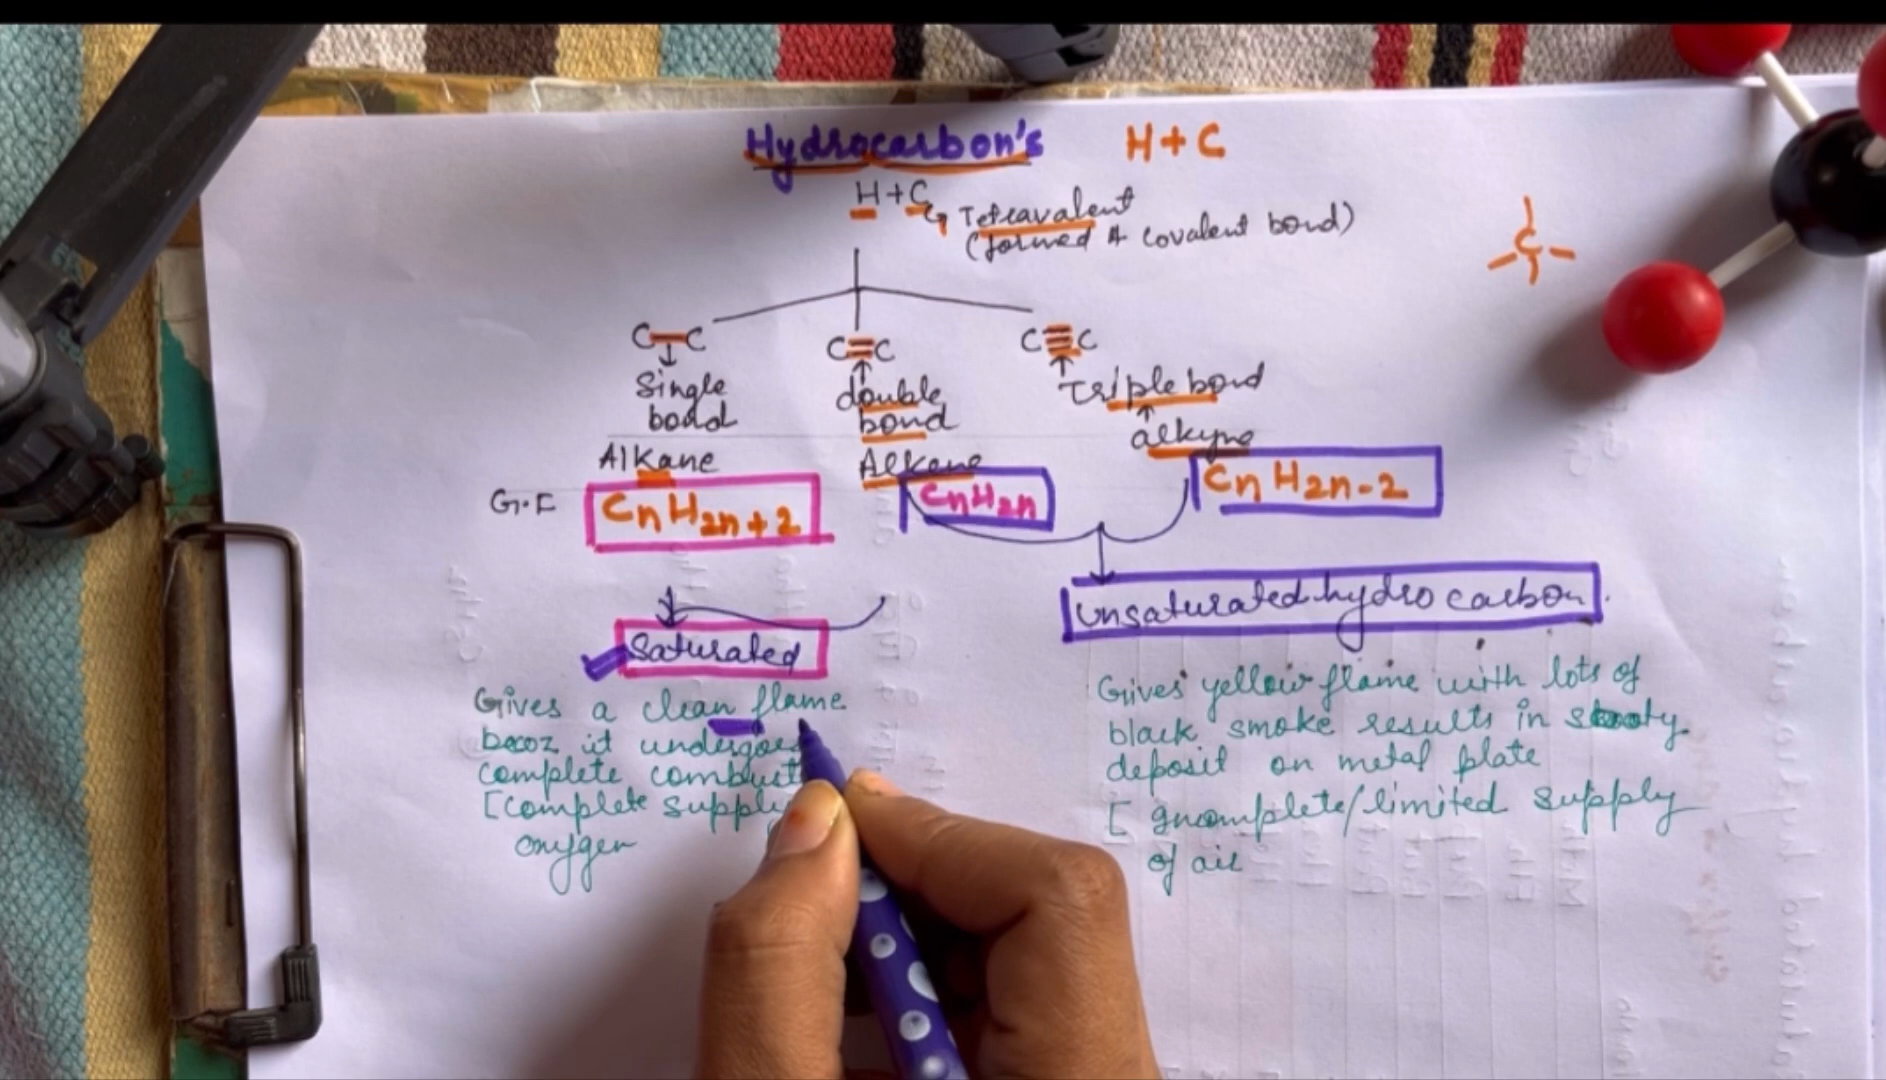 Hydrocarbon's H + C
H + C
Tetravalent
(formed 4 covalent bond)
C
C-C C=C C≡C
Single bond
double bond
Triple bond
alkyne
Alkane Alkene
G.F CnH2n+2 CnH2n CnH2n-2
Saturated
Unsaturated hydrocarbon.
Gives a clean flame
becoz it undergoes
complete combust
[complete supply
oxygen
Gives yellow flame with lots of
black smoke results in sooty
deposit on metal plate
[ incomplete/limited supply
of air